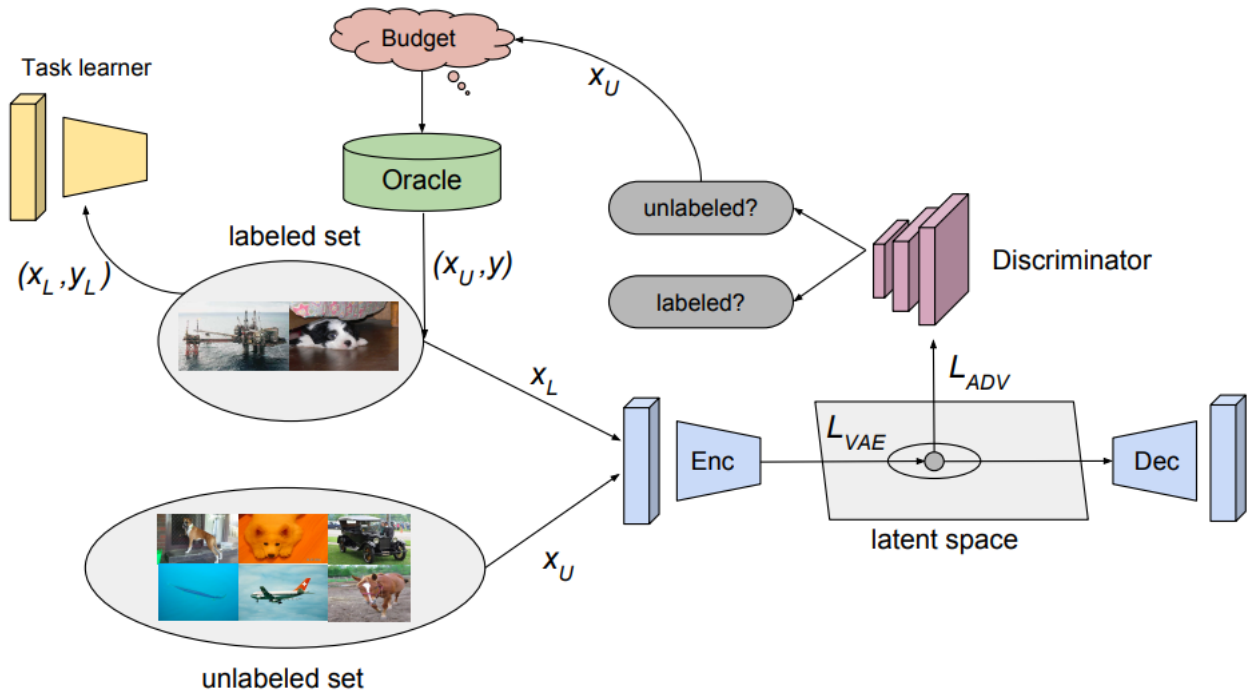 Budget
Task learner
x_U
Oracle
unlabeled?
labeled set
(x_L, y_L)
(x_U, y)
Discriminator
labeled?
x_L
L_ADV
L_VAE
Enc
Dec
latent space
x_U
unlabeled set